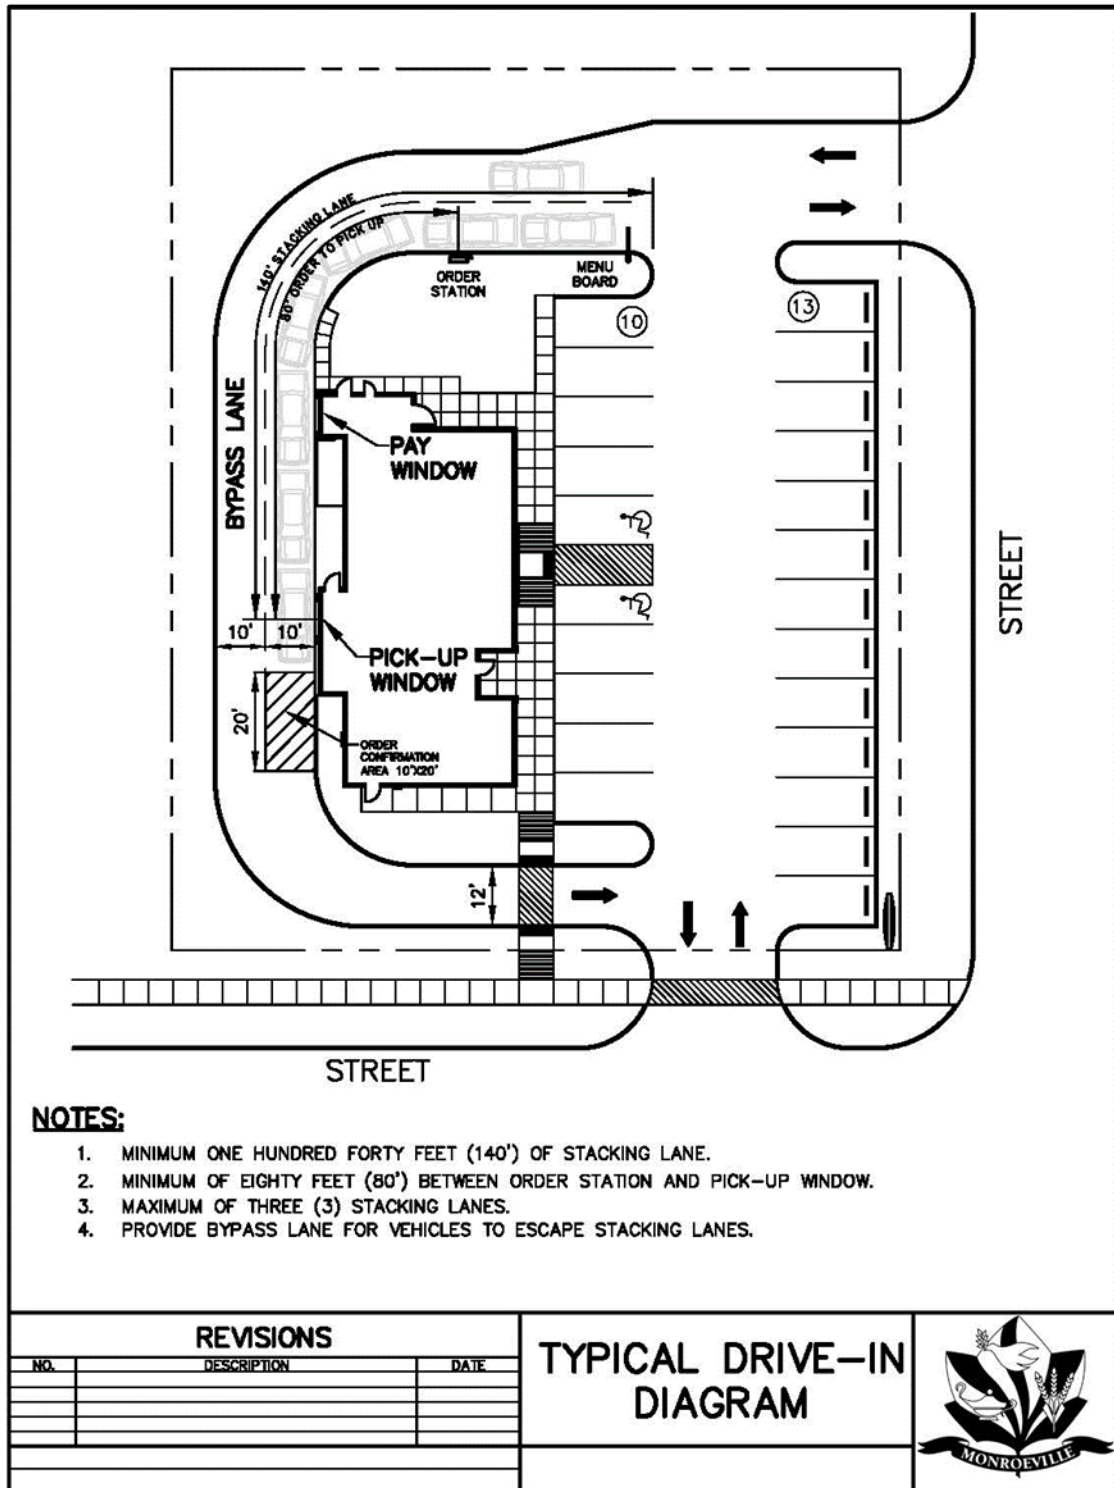 140' STACKING LANE
80' ORDER TO PICK UP
ORDER
STATION
MENU
BOARD
10
13
BYPASS LANE
PAY
WINDOW
STREET
10'
10'
PICK-UP
WINDOW
20'
ORDER
CONFIRMATION
AREA 10'X20'
12'
STREET
NOTES:
1. MINIMUM ONE HUNDRED FORTY FEET (140') OF STACKING LANE.
2. MINIMUM OF EIGHTY FEET (80') BETWEEN ORDER STATION AND PICK-UP WINDOW.
3. MAXIMUM OF THREE (3) STACKING LANES.
4. PROVIDE BYPASS LANE FOR VEHICLES TO ESCAPE STACKING LANES.
REVISIONS
NO. DESCRIPTION DATE
TYPICAL DRIVE-IN
DIAGRAM
MONROEVILLE